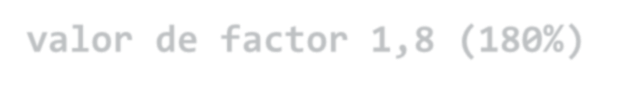 valor de factor 1,8 (180%)